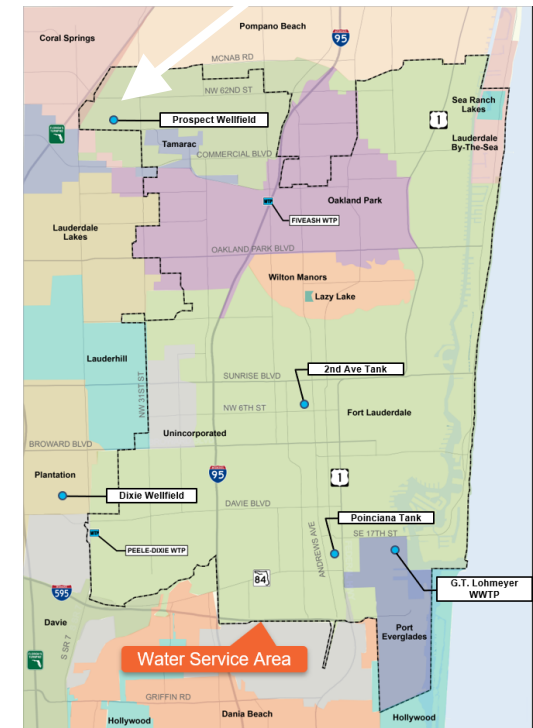 Pompano Beach
Coral Springs
95
MCNAB RD
NW 62ND ST
Sea Ranch
Lakes
1
Prospect Wellfield
Tamarac
Lauderdale
By-The-Sea
COMMERCIAL BLVD
WTP
Oakland Park
FIVEASH WTP
Lauderdale
Lakes
OAKLAND PARK BLVD
Wilton Manors
Lazy Lake
Lauderhill
2nd Ave Tank
SUNRISE BLVD
NW 31ST ST
NW 6TH ST
Fort Lauderdale
Unincorporated
BROWARD BLVD
95
1
Plantation
Dixie Wellfield
DAVIE BLVD
Poinciana Tank
ANDREWS AVE
SE 17TH ST
WTP
PEELE-DIXIE WTP
84
G.T. Lohmeyer
WWTP
595
Davie
S SR 7
Port
Everglades
Water Service Area
GRIFFIN RD
Dania Beach
Hollywood
Hollywood